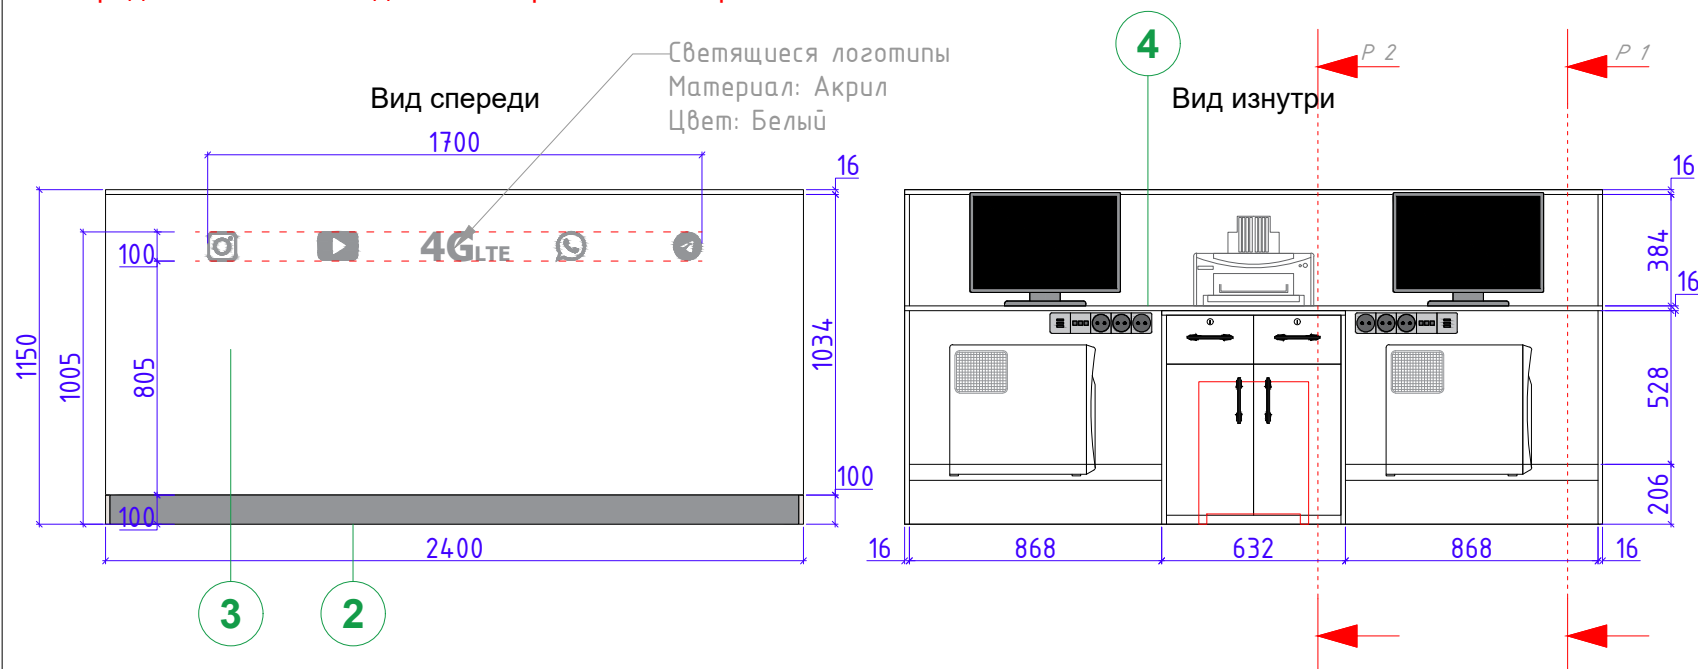 4
P 2
P 1
Светящиеся логотипы
Материал: Акрил
Цвет: Белый
Вид спереди
Вид изнутри
1700
16
16
100
4GLTE
384
16
1150
1005
805
1034
528
100
100
206
2400
16
868
632
868
16
3
2